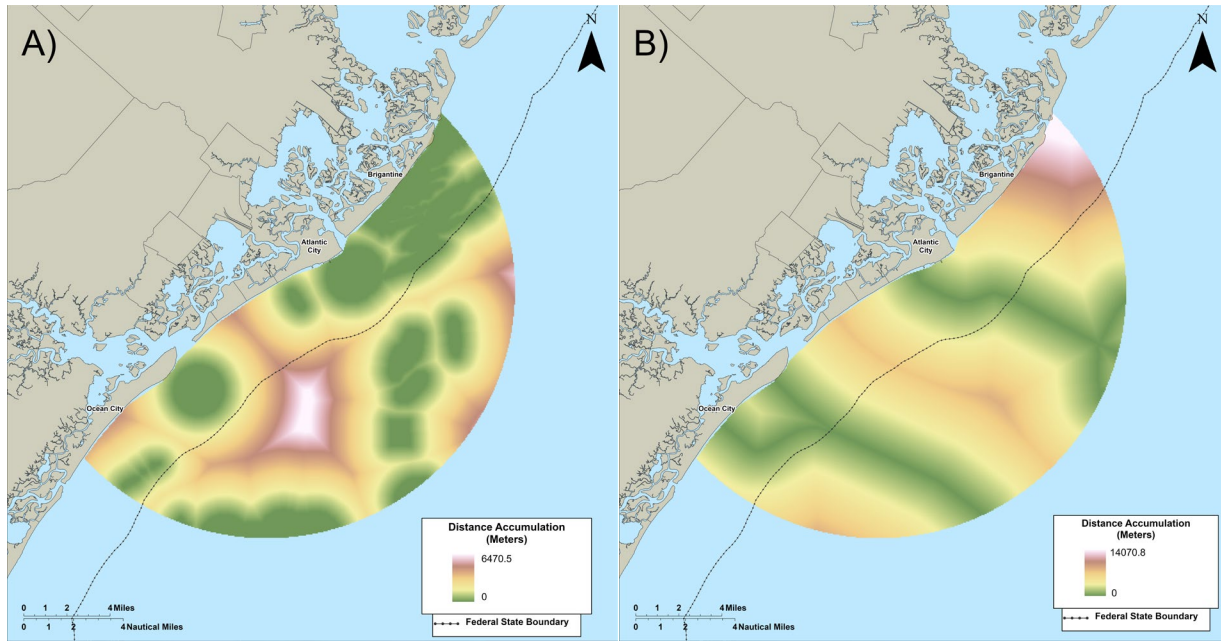 A)
N
Brigantine
Atlantic
City
Ocean City
Distance Accumulation
(Meters)
6470.5
0
Federal State Boundary
0 1 2 4 Miles
0 1 2 4 Nautical Miles
B)
N
Brigantine
Atlantic
City
Ocean City
Distance Accumulation
(Meters)
14070.8
0
Federal State Boundary
0 1 2 4 Miles
0 1 2 4 Nautical Miles